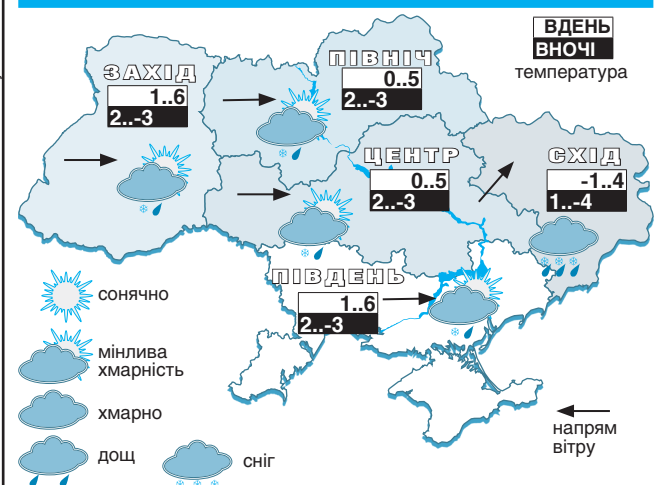 ВДЕНЬ
ВНОЧІ
температура
ПІВНІЧ
0..5
2..-3
ЗАХІД
1..6
2..-3
ЦЕНТР
0..5
2..-3
СХІД
-1..4
1..-4
ПІВДЕНЬ
1..6
2..-3
сонячно
мінлива
хмарність
хмарно
дощ
сніг
напрям
вітру